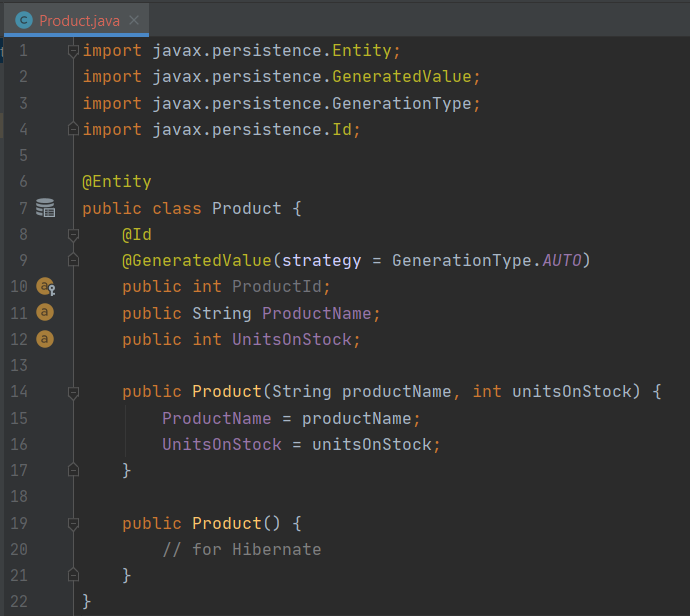 Product.java
1 import javax.persistence.Entity;
2 import javax.persistence.GeneratedValue;
3 import javax.persistence.GenerationType;
4 import javax.persistence.Id;
5
6 @Entity
7 public class Product {
8     @Id
9     @GeneratedValue(strategy = GenerationType.AUTO)
10     public int ProductId;
11     public String ProductName;
12     public int UnitsOnStock;
13
14     public Product(String productName, int unitsOnStock) {
15         ProductName = productName;
16         UnitsOnStock = unitsOnStock;
17     }
18
19     public Product() {
20         // for Hibernate
21     }
22 }